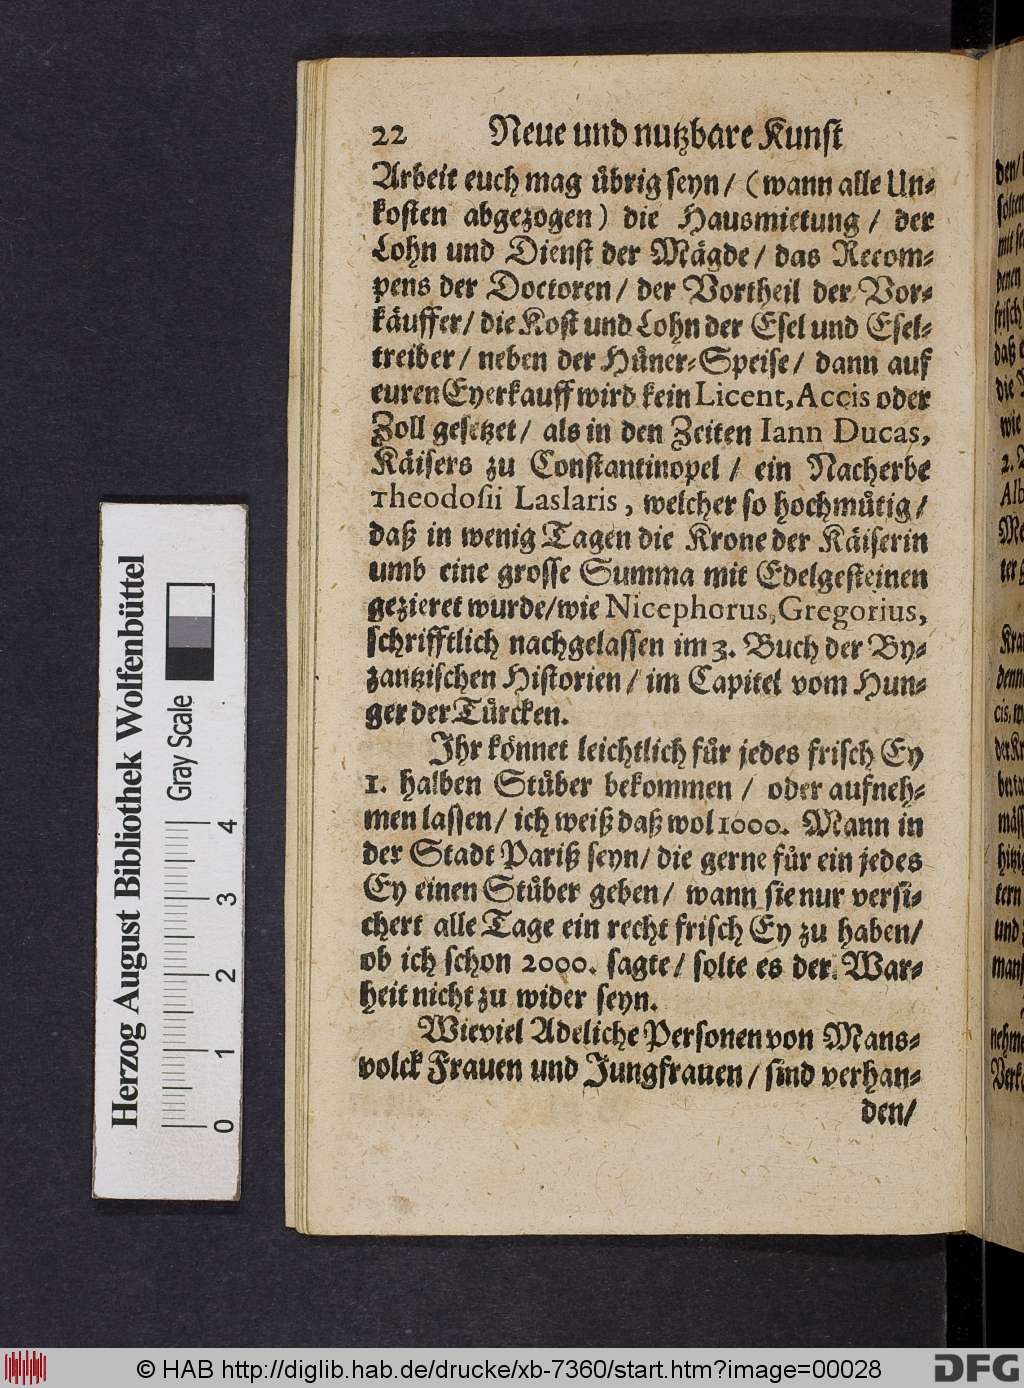 22 Neue und nutzbare Kunst
Arbeit euch mag übrig seyn/ (wann alle Un-
kosten abgezogen) die Hausmietung/ der
Lohn und Dienst der Mägde/ das Recom-
pens der Doctoren/ der Vortheil der Vor-
käuffer/ die Kost und Lohn der Esel und Esel-
treiber/ neben der Hüner-Speise/ dann auf
euren Eyerkauff wird kein Licent, Accis oder
Zoll gesetzet/ als in den Zeiten Iann Ducas,
Käisers zu Constantinopel/ ein Nacherbe
Theodosii Laslaris, welcher so hochmütig/
daß in wenig Tagen die Krone der Käiserin
umb eine grosse Summa mit Edelgesteinen
gezieret wurde/ wie Nicephorus, Gregorius,
schrifftlich nachgelassen im 3. Buch der By-
zantzischen Historien/ im Capitel vom Hun-
ger der Türcken.
Ihr könnet leichtlich für jedes frisch Ey
1. halben Stüber bekommen/ oder aufneh-
men lassen/ ich weiß daß wol 1000. Mann in
der Stadt Pariß seyn/ die gerne für ein jedes
Ey einen Stüber geben/ wann sie nur versi-
chert alle Tage ein recht frisch Ey zu haben/
ob ich schon 2000. sagte/ solte es der War-
heit nicht zu wider seyn.
Wieviel Adeliche Personen von Mans-
volck Frauen und Jungfrauen/ sind verhan-
den/
Herzog August Bibliothek Wolfenbüttel
Gray Scale
0 1 2 3 4
© HAB http://diglib.hab.de/drucke/xb-7360/start.htm?image=00028
DFG